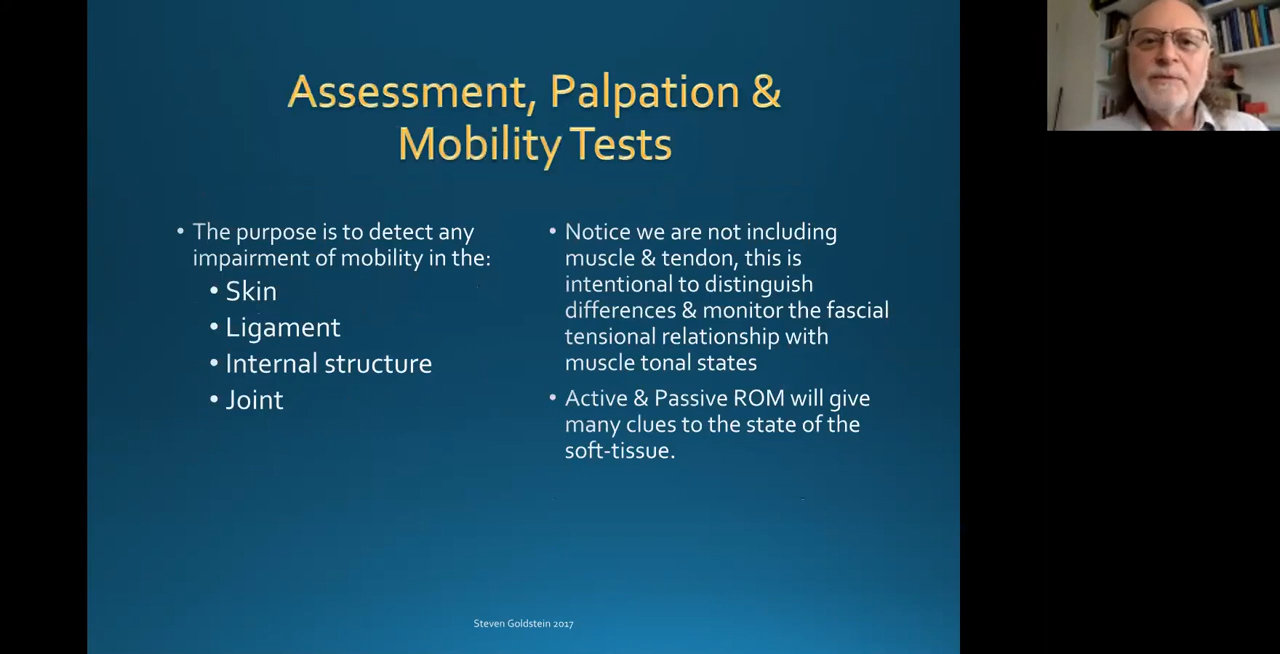 Assessment, Palpation &
Mobility Tests
• The purpose is to detect any
impairment of mobility in the:
• Skin
• Ligament
• Internal structure
• Joint
• Notice we are not including
muscle & tendon, this is
intentional to distinguish
differences & monitor the fascial
tensional relationship with
muscle tonal states
• Active & Passive ROM will give
many clues to the state of the
soft-tissue.
Steven Goldstein 2017